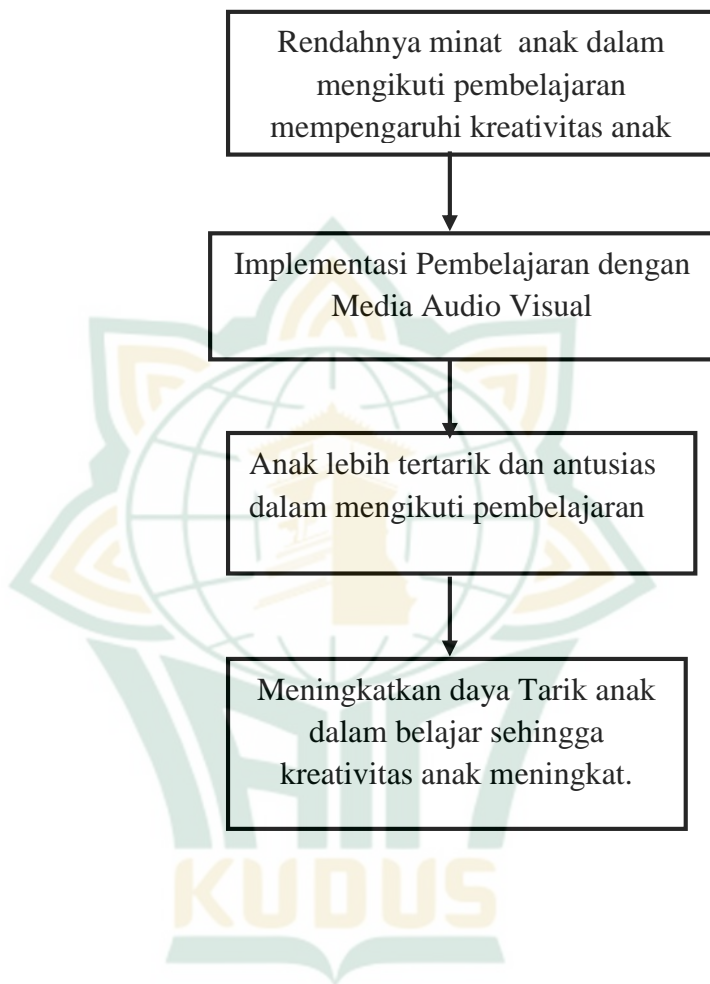 Rendahnya minat anak dalam
mengikuti pembelajaran
mempengaruhi kreativitas anak
Implementasi Pembelajaran dengan
Media Audio Visual
Anak lebih tertarik dan antusias
dalam mengikuti pembelajaran
Meningkatkan daya Tarik anak
dalam belajar sehingga
kreativitas anak meningkat.
IAIN
KUDUS